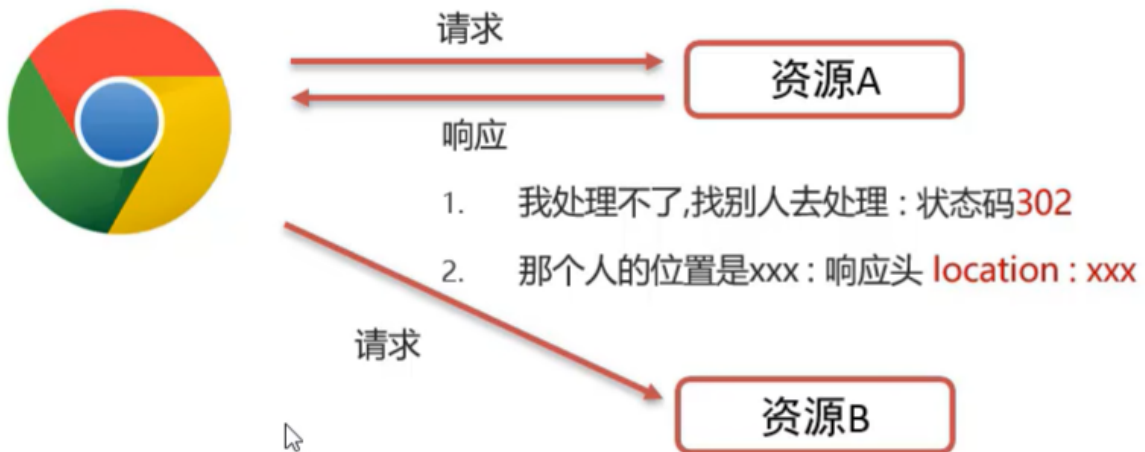 请求
资源A
响应
1. 我处理不了,找别人去处理：状态码302
2. 那个人的位置是xxx：响应头 location：xxx
请求
资源B